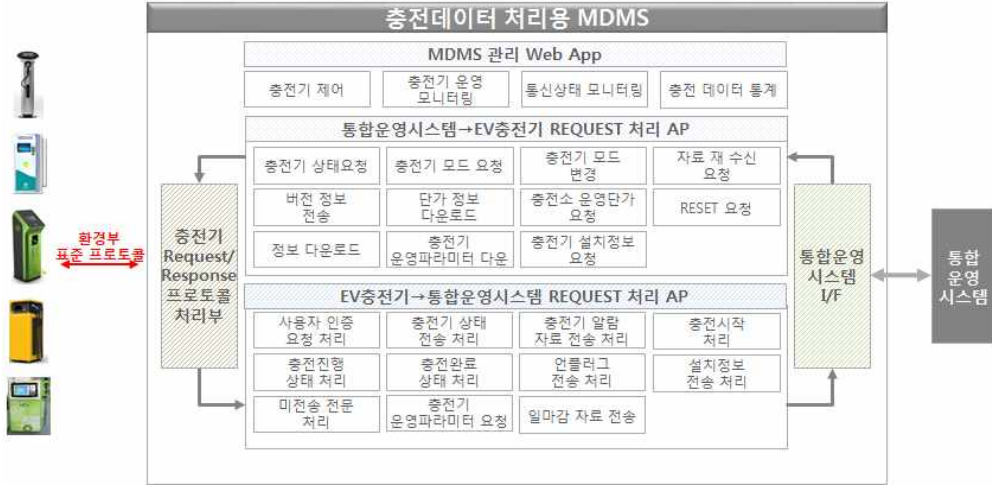 충전데이터 처리용 MDMS
MDMS 관리 Web App
충전기 제어
충전기 운영
모니터링
통신상태 모니터링
충전 데이터 통계
통합운영시스템→EV충전기 REQUEST 처리 AP
충전기 상태요청
충전기 모드 요청
충전기 모드
변경
자료 재 수신
요청
버전 정보
전송
단가 정보
다운로드
충전소 운영단가
요청
RESET 요청
정보 다운로드
충전기
운영파라미터 다운
충전기 설치정보
요청
환경부
표준 프로토콜
충전기
Request/
Response
프로토콜
처리부
통합운영
시스템
I/F
통합
운영
시스템
EV충전기→통합운영시스템 REQUEST 처리 AP
사용자 인증
요청 처리
충전기 상태
전송 처리
충전기 알람
자료 전송 처리
충전시작
처리
충전진행
상태 처리
충전완료
상태 처리
언플러그
전송 처리
설치정보
전송 처리
미전송 전문
처리
충전기
운영파라미터 요청
일마감 자료 전송